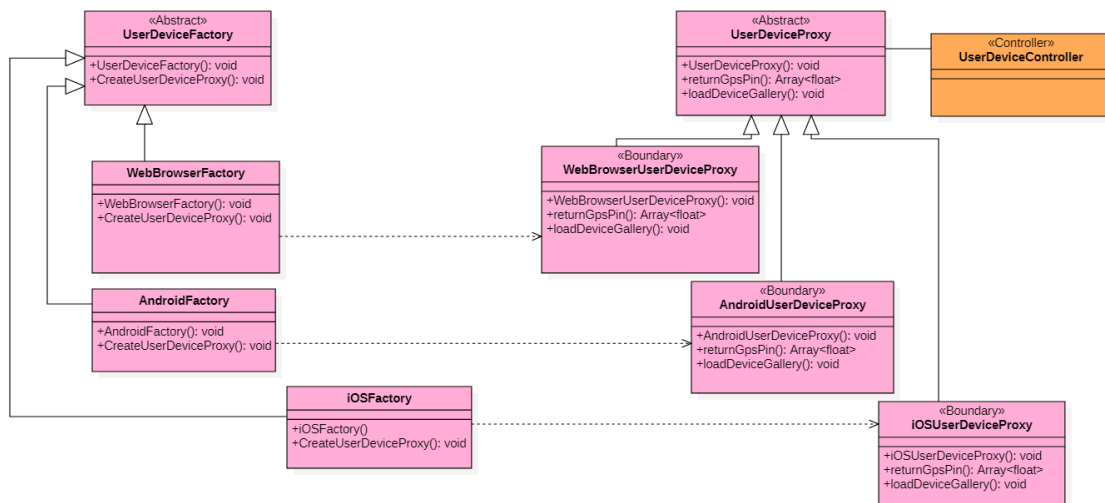 «Abstract»
UserDeviceFactory
+UserDeviceFactory(): void
+CreateUserDeviceProxy(): void
«Abstract»
UserDeviceProxy
+UserDeviceProxy(): void
+returnGpsPin(): Array<float>
+loadDeviceGallery(): void
«Controller»
UserDeviceController
WebBrowserFactory
+WebBrowserFactory(): void
+CreateUserDeviceProxy(): void
«Boundary»
WebBrowserUserDeviceProxy
+WebBrowserUserDeviceProxy(): void
+returnGpsPin(): Array<float>
+loadDeviceGallery(): void
AndroidFactory
+AndroidFactory(): void
+CreateUserDeviceProxy(): void
«Boundary»
AndroidUserDeviceProxy
+AndroidUserDeviceProxy(): void
+returnGpsPin(): Array<float>
+loadDeviceGallery(): void
iOSFactory
+iOSFactory()
+CreateUserDeviceProxy(): void
«Boundary»
iOSUserDeviceProxy
+iOSUserDeviceProxy(): void
+returnGpsPin(): Array<float>
+loadDeviceGallery(): void